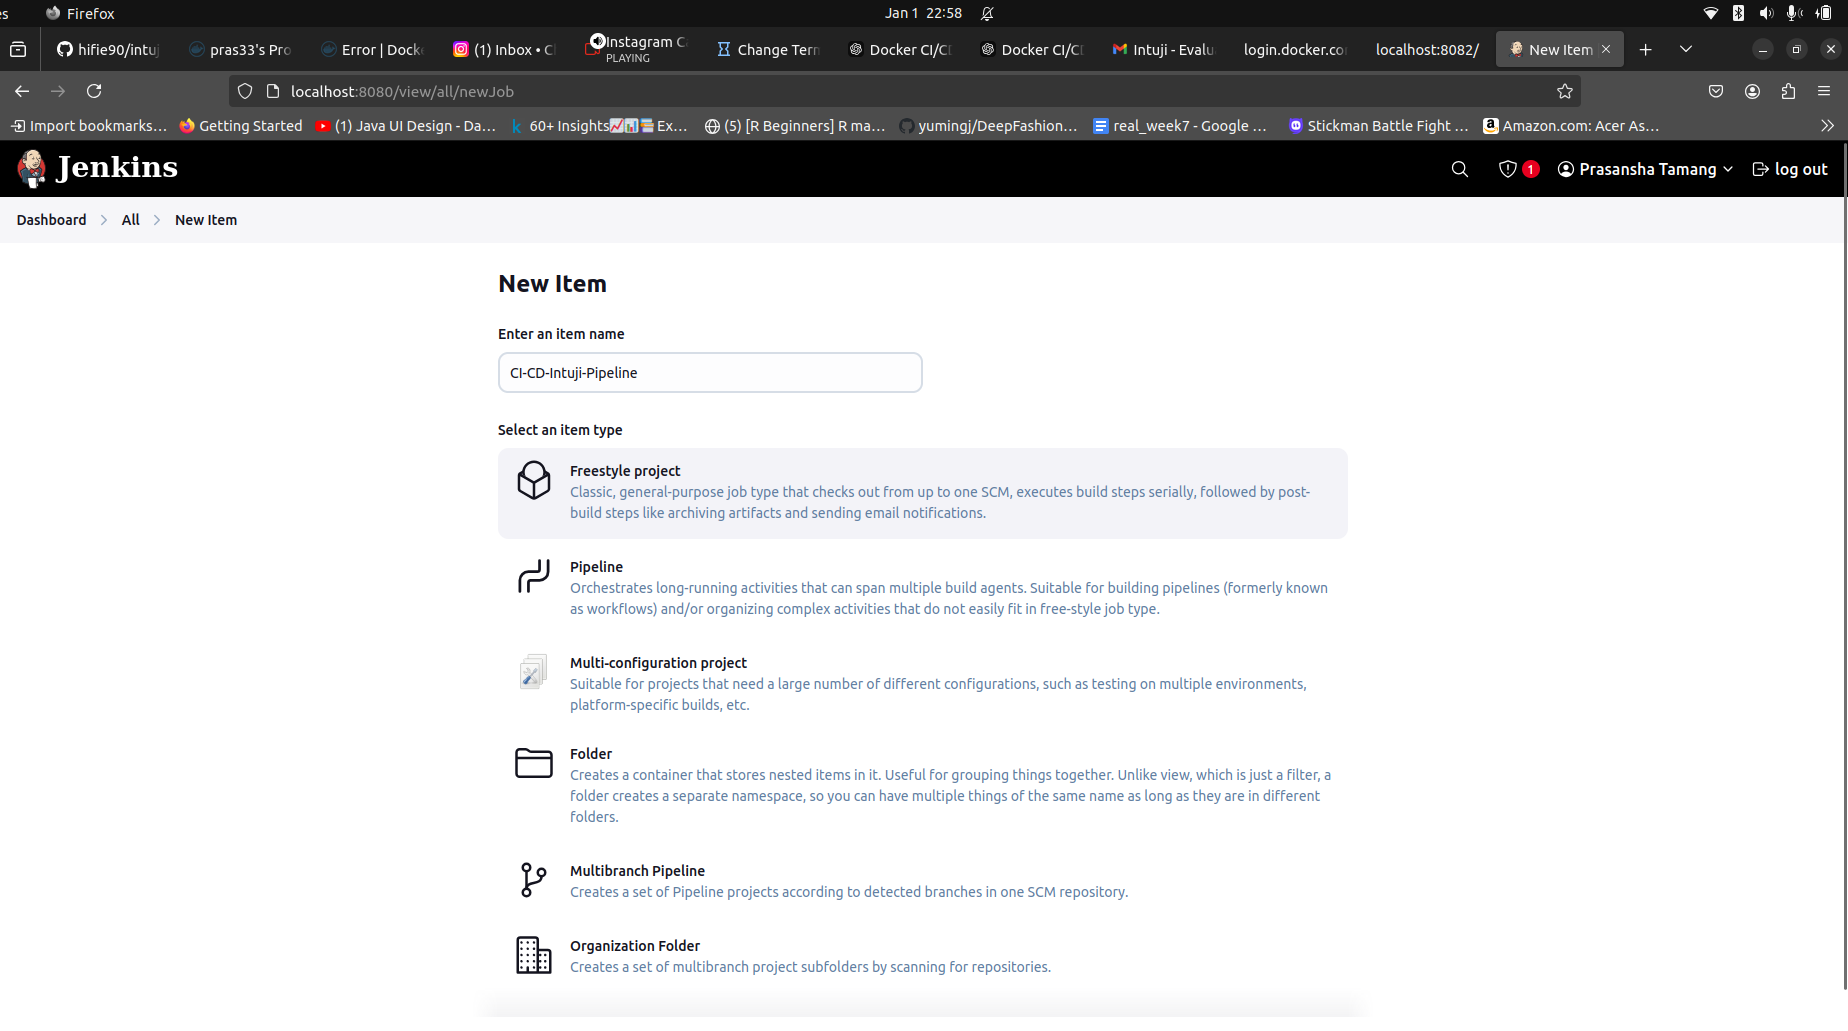 es Firefox Jan 1 22:58
hifie90/intuj pras33's Pro Error | Docke (1) Inbox • Cl Instagram Ca Change Tern Docker CI/CD Docker CI/CD Intuji - Evalu login.docker.co localhost:8082/ New Item
PLAYING
localhost:8080/view/all/newJob
Import bookmarks... Getting Started (1) Java UI Design - Da... 60+ Insights📈📊📚Ex... (5) [R Beginners] R ma... yumingj/DeepFashion... real_week7 - Google ... Stickman Battle Fight ... Amazon.com: Acer As...
Jenkins 1 Prasansha Tamang log out
Dashboard All New Item
New Item
Enter an item name
CI-CD-Intuji-Pipeline
Select an item type
Freestyle project
Classic, general-purpose job type that checks out from up to one SCM, executes build steps serially, followed by post-
build steps like archiving artifacts and sending email notifications.
Pipeline
Orchestrates long-running activities that can span multiple build agents. Suitable for building pipelines (formerly known
as workflows) and/or organizing complex activities that do not easily fit in free-style job type.
Multi-configuration project
Suitable for projects that need a large number of different configurations, such as testing on multiple environments,
platform-specific builds, etc.
Folder
Creates a container that stores nested items in it. Useful for grouping things together. Unlike view, which is just a filter, a
folder creates a separate namespace, so you can have multiple things of the same name as long as they are in different
folders.
Multibranch Pipeline
Creates a set of Pipeline projects according to detected branches in one SCM repository.
Organization Folder
Creates a set of multibranch project subfolders by scanning for repositories.